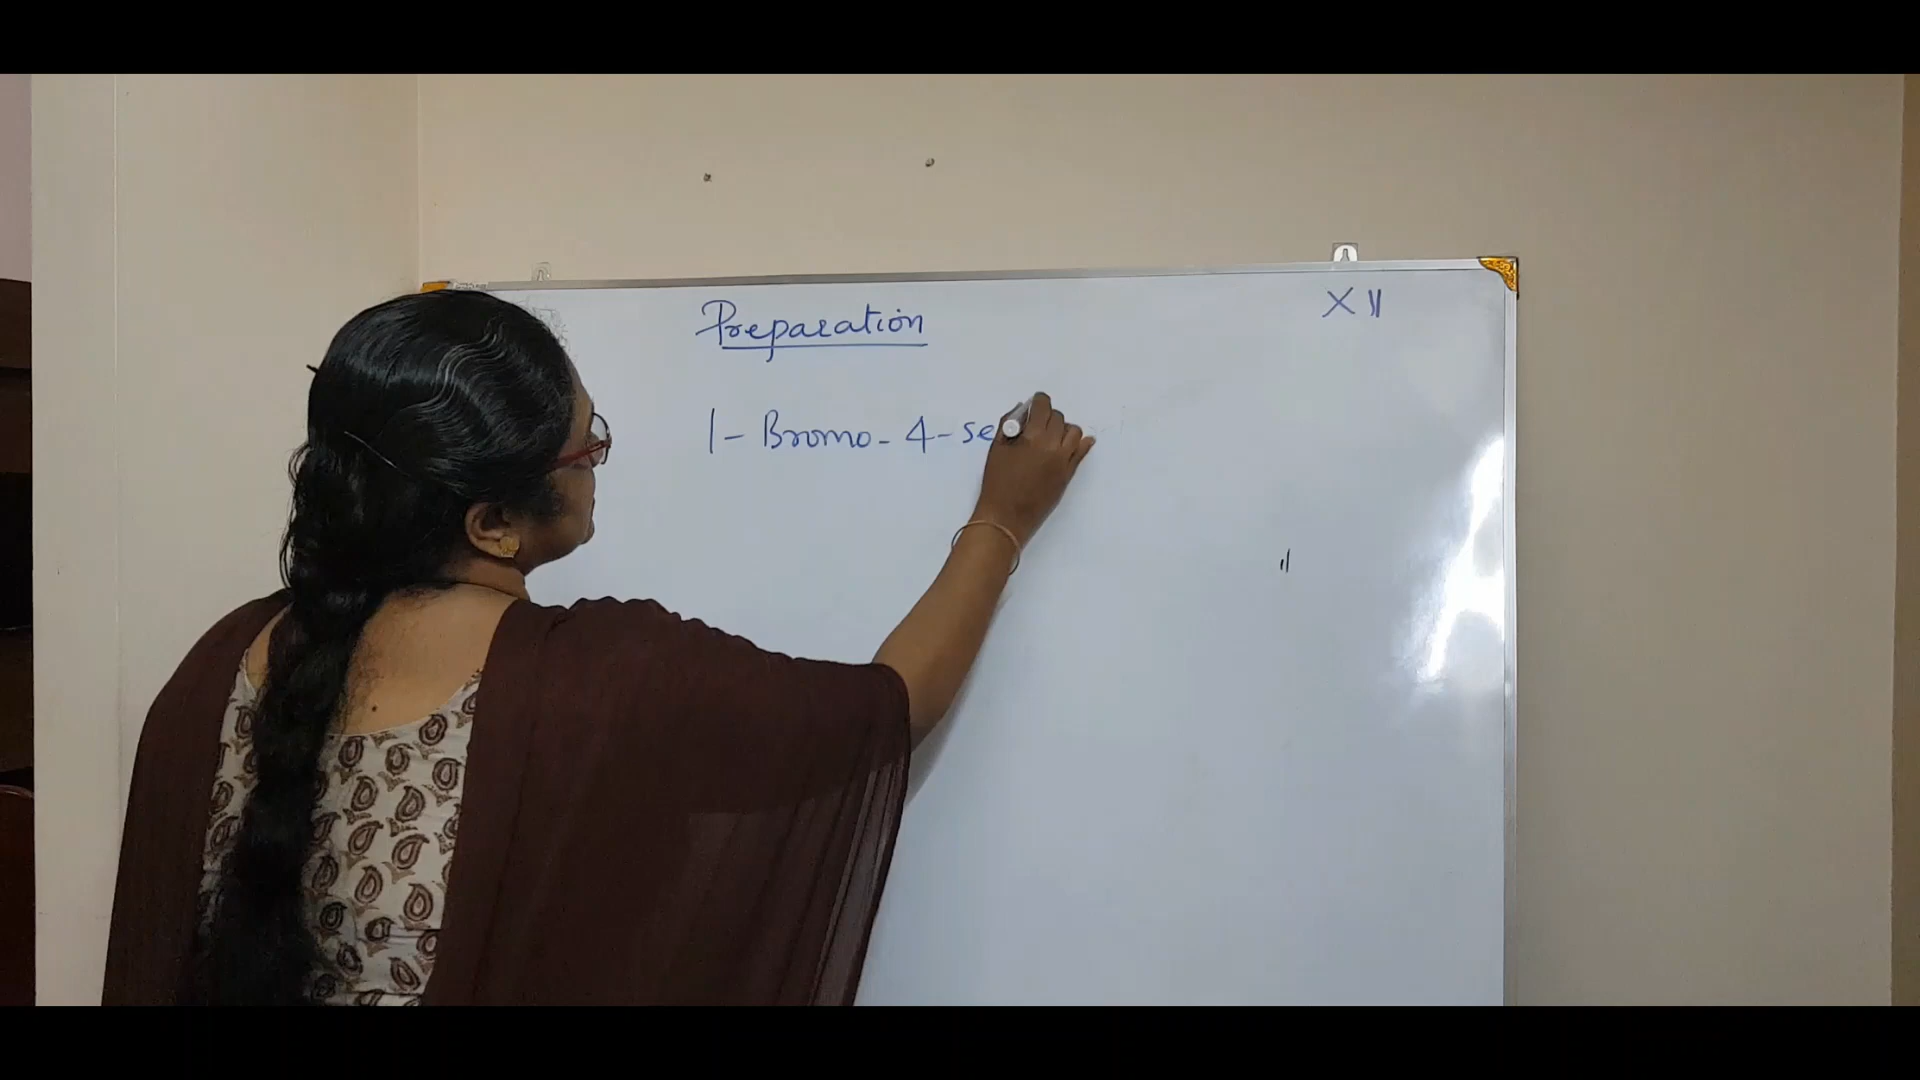 XII
Preparation
1- Bromo- 4- se